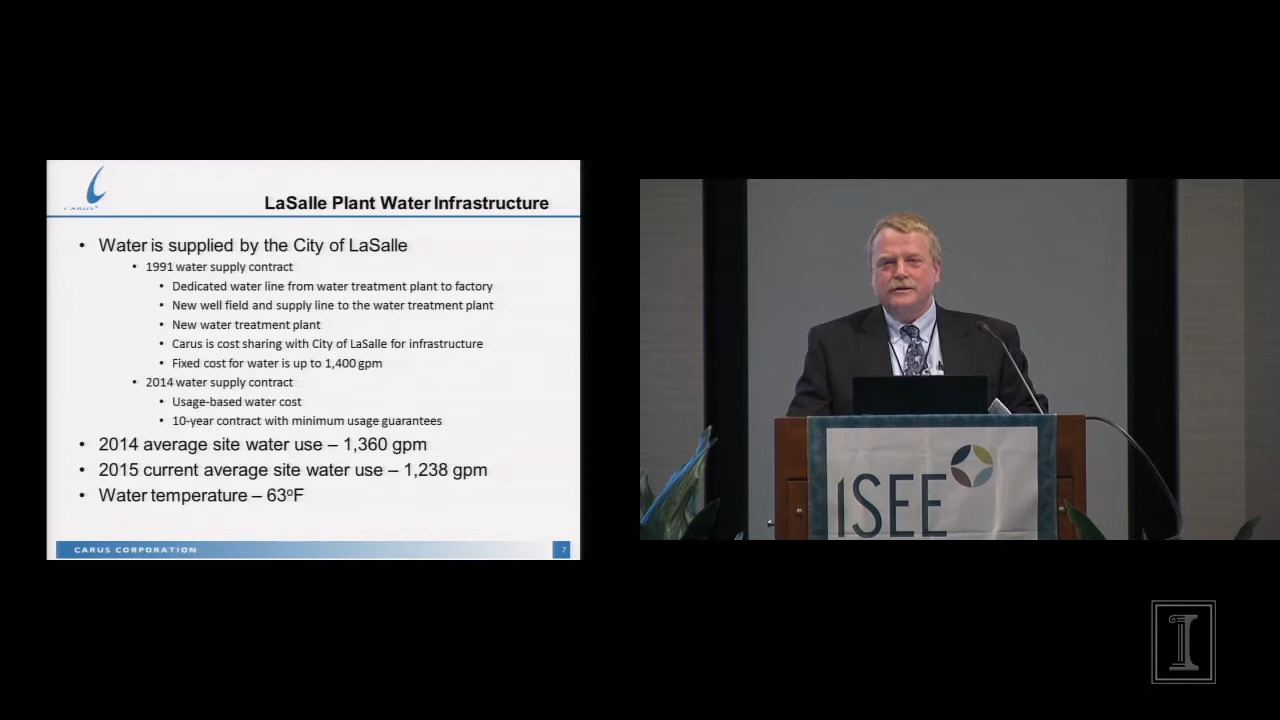 CARUS
LaSalle Plant Water Infrastructure
• Water is supplied by the City of LaSalle
• 1991 water supply contract
• Dedicated water line from water treatment plant to factory
• New well field and supply line to the water treatment plant
• New water treatment plant
• Carus is cost sharing with City of LaSalle for infrastructure
• Fixed cost for water is up to 1,400 gpm
• 2014 water supply contract
• Usage-based water cost
• 10-year contract with minimum usage guarantees
• 2014 average site water use – 1,360 gpm
• 2015 current average site water use – 1,238 gpm
• Water temperature – 63°F
CARUS CORPORATION
7
ISEE
I